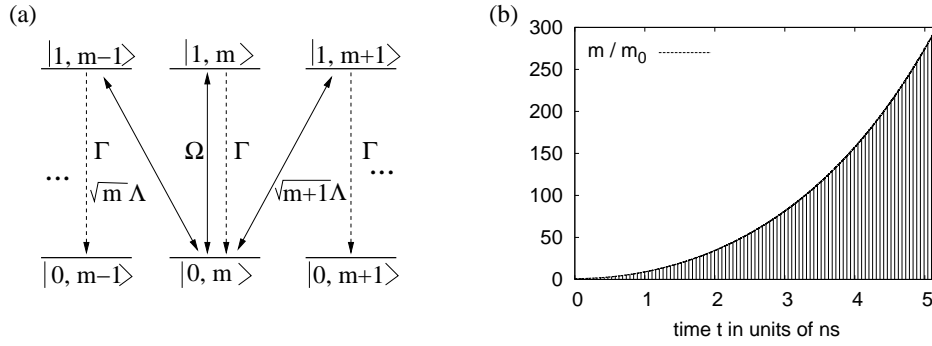 (a)
|1, m−1> |1, m> |1, m+1>
Γ Ω Γ Γ
... √m Λ √m+1 Λ ...
|0, m−1> |0, m> |0, m+1>
(b)
m / m0
300
250
200
150
100
50
0
0 1 2 3 4 5
time t in units of ns